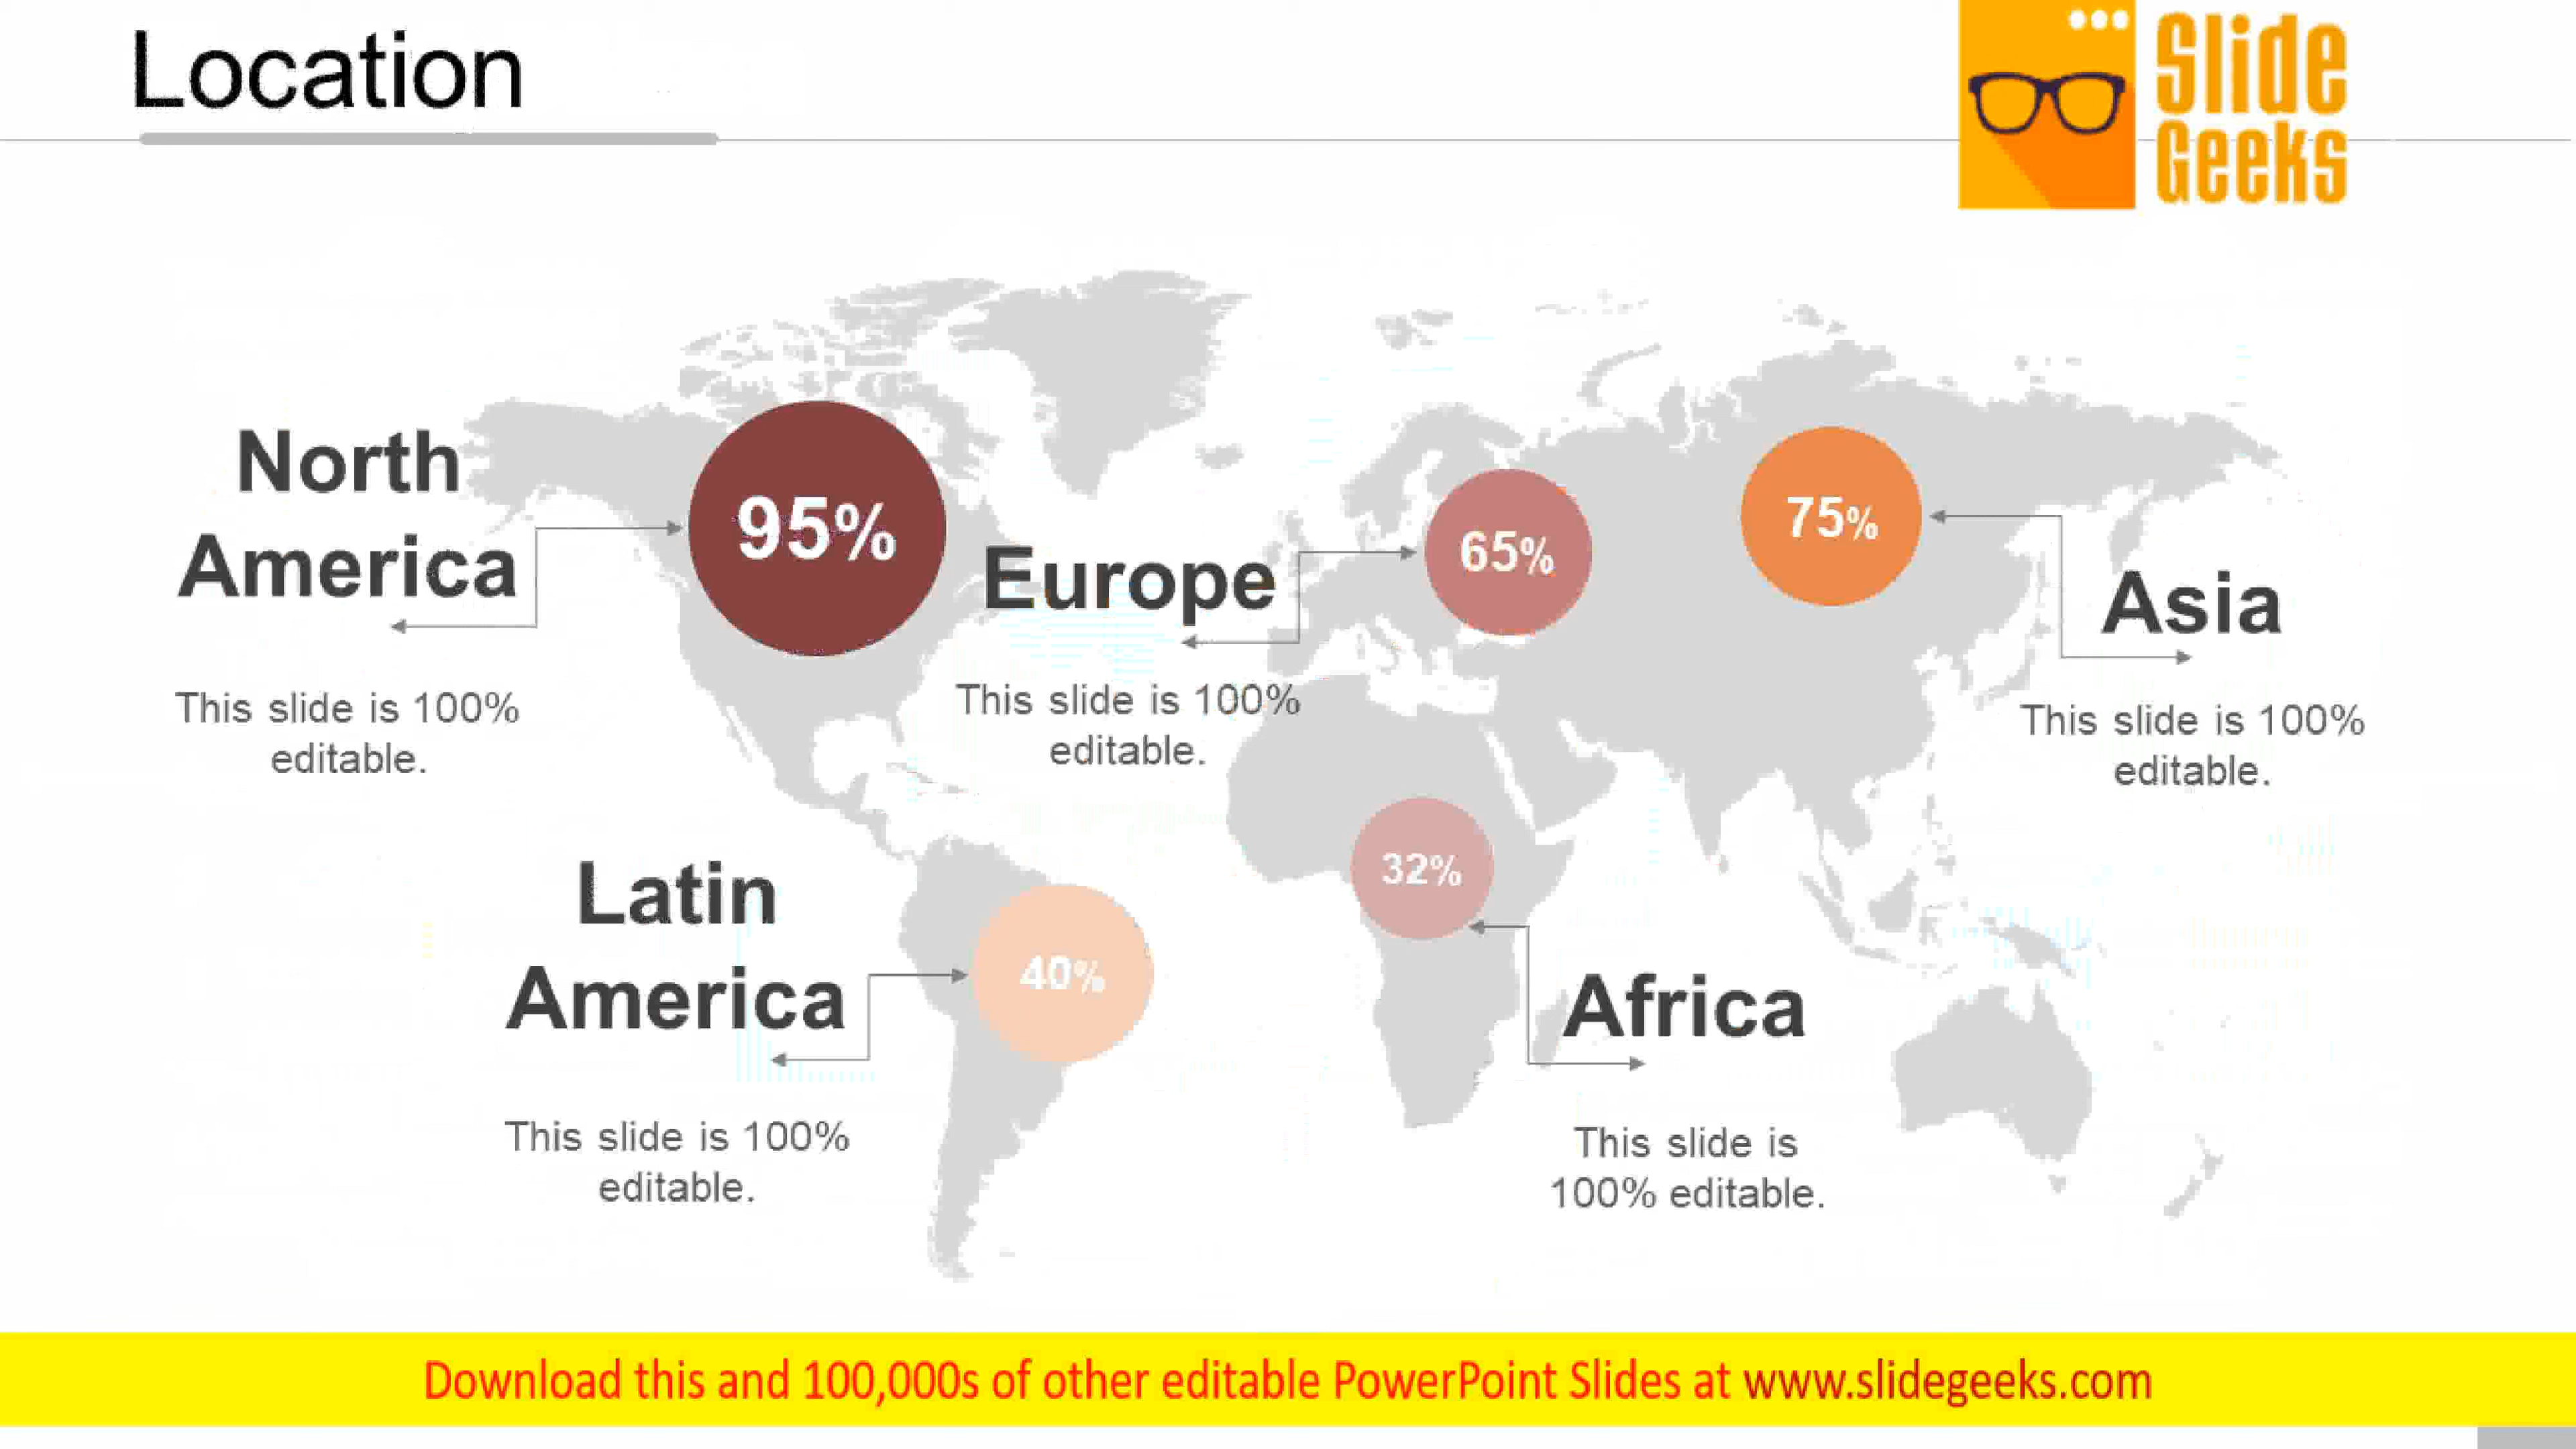 Location
Slide
Geeks
North
America
95%
This slide is 100%
editable.
Europe
65%
This slide is 100%
editable.
75%
Asia
This slide is 100%
editable.
Latin
America
40%
This slide is 100%
editable.
32%
Africa
This slide is
100% editable.
Download this and 100,000s of other editable PowerPoint Slides at www.slidegeeks.com